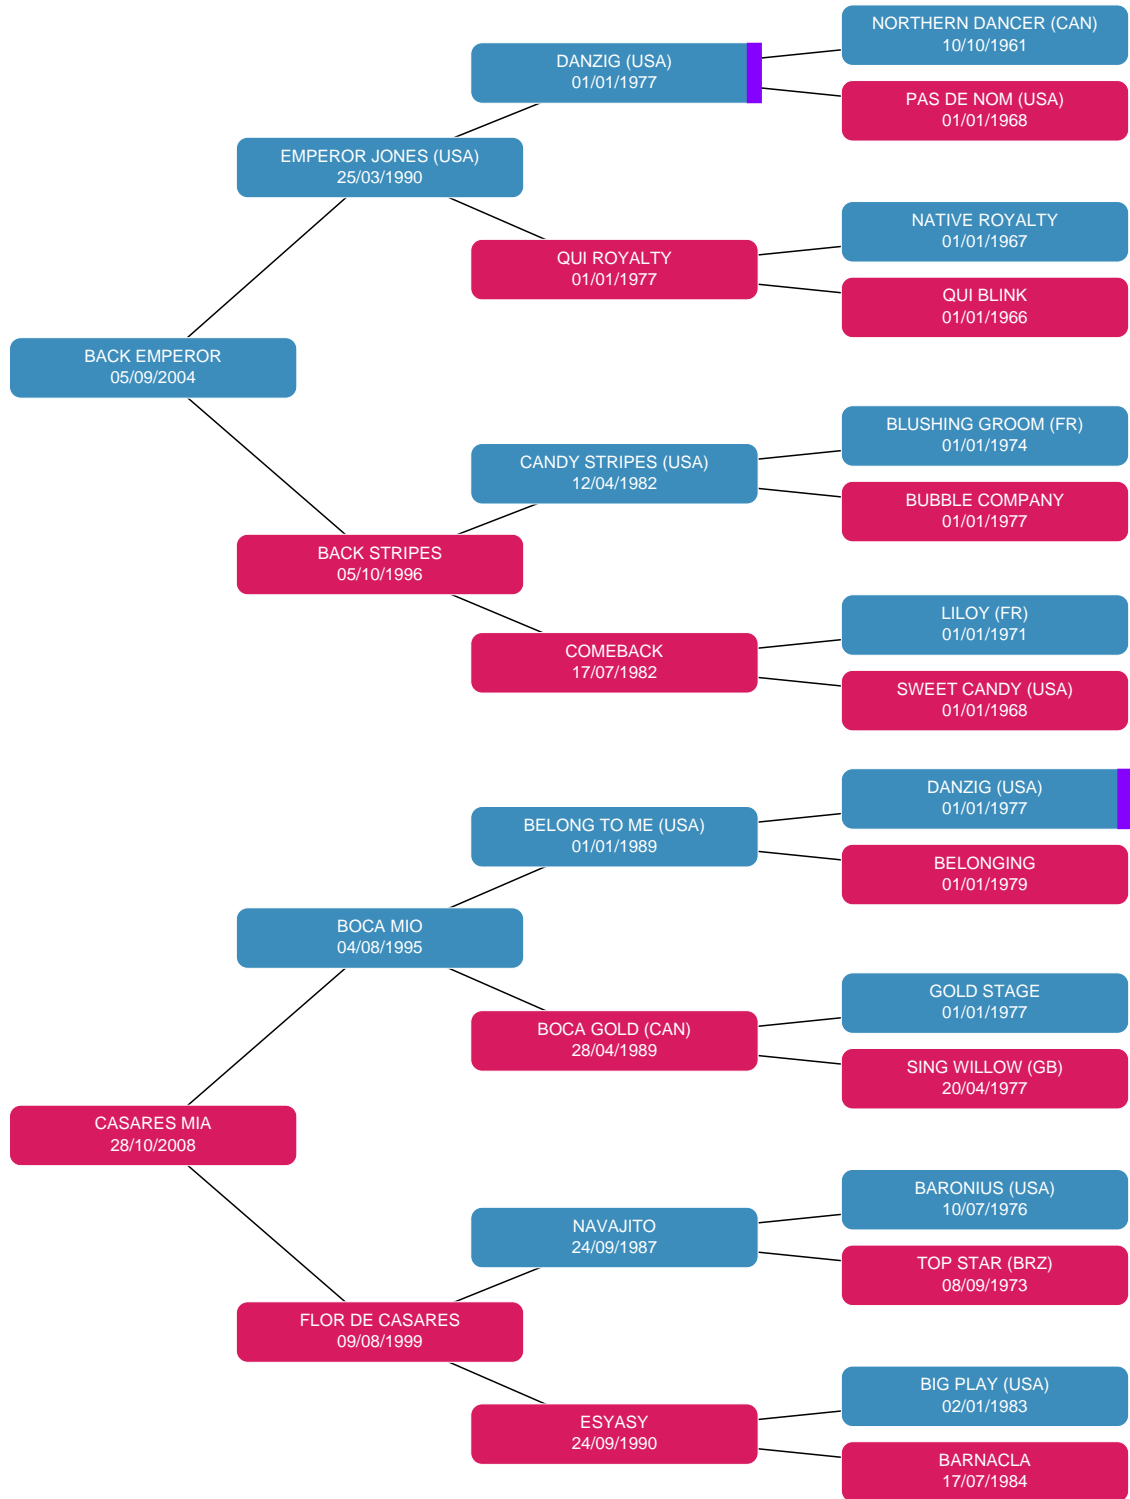 NORTHERN DANCER (CAN)
10/10/1961
DANZIG (USA)
01/01/1977
PAS DE NOM (USA)
01/01/1968
EMPEROR JONES (USA)
25/03/1990
NATIVE ROYALTY
01/01/1967
QUI ROYALTY
01/01/1977
QUI BLINK
01/01/1966
BACK EMPEROR
05/09/2004
BLUSHING GROOM (FR)
01/01/1974
CANDY STRIPES (USA)
12/04/1982
BUBBLE COMPANY
01/01/1977
BACK STRIPES
05/10/1996
LILOY (FR)
01/01/1971
COMEBACK
17/07/1982
SWEET CANDY (USA)
01/01/1968
DANZIG (USA)
01/01/1977
BELONG TO ME (USA)
01/01/1989
BELONGING
01/01/1979
BOCA MIO
04/08/1995
GOLD STAGE
01/01/1977
BOCA GOLD (CAN)
28/04/1989
SING WILLOW (GB)
20/04/1977
CASARES MIA
28/10/2008
BARONIUS (USA)
10/07/1976
NAVAJITO
24/09/1987
TOP STAR (BRZ)
08/09/1973
FLOR DE CASARES
09/08/1999
BIG PLAY (USA)
02/01/1983
ESYASY
24/09/1990
BARNACLA
17/07/1984